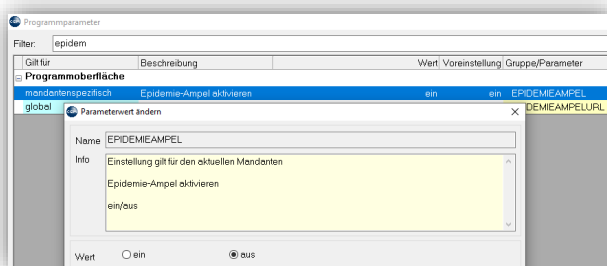 CGM Programmparameter
Filter: epidem
Gilt für Beschreibung Wert Voreinstellung Gruppe/Parameter
Programmoberfläche
mandantenspezifisch Epidemie-Ampel aktivieren ein ein EPIDEMIEAMPEL
global DEMIEAMPELURL
CGM Parameterwert ändern
Name EPIDEMIEAMPEL
Info Einstellung gilt für den aktuellen Mandanten
Epidemie-Ampel aktivieren
ein/aus
Wert ein aus